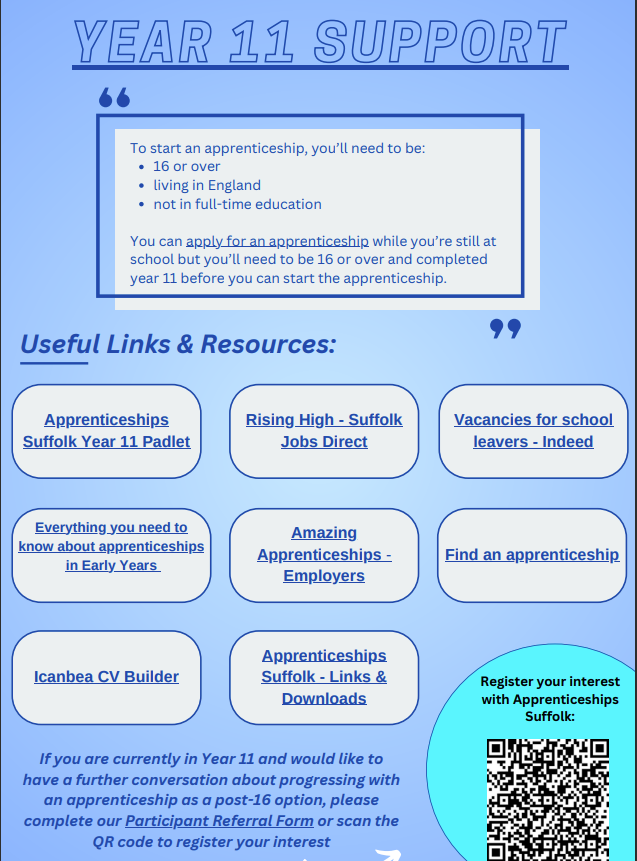 YEAR 11 SUPPORT
“
To start an apprenticeship, you’ll need to be:
• 16 or over
• living in England
• not in full-time education
You can apply for an apprenticeship while you’re still at
school but you’ll need to be 16 or over and completed
year 11 before you can start the apprenticeship.
”
Useful Links & Resources:
Apprenticeships
Suffolk Year 11 Padlet
Rising High - Suffolk
Jobs Direct
Vacancies for school
leavers - Indeed
Everything you need to
know about apprenticeships
in Early Years
Amazing
Apprenticeships -
Employers
Find an apprenticeship
Icanbea CV Builder
Apprenticeships
Suffolk - Links &
Downloads
Register your interest
with Apprenticeships
Suffolk:
If you are currently in Year 11 and would like to
have a further conversation about progressing with
an apprenticeship as a post-16 option, please
complete our Participant Referral Form or scan the
QR code to register your interest